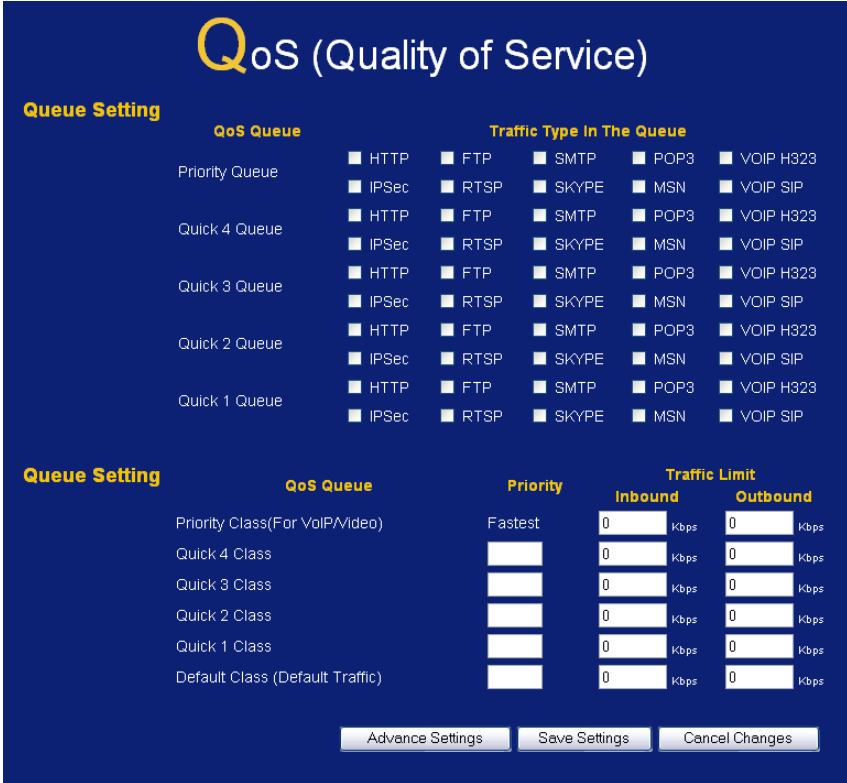 QoS (Quality of Service)
Queue Setting
QoS Queue Traffic Type In The Queue
Priority Queue
HTTP FTP SMTP POP3 VOIP H323
IPSec RTSP SKYPE MSN VOIP SIP
Quick 4 Queue
HTTP FTP SMTP POP3 VOIP H323
IPSec RTSP SKYPE MSN VOIP SIP
Quick 3 Queue
HTTP FTP SMTP POP3 VOIP H323
IPSec RTSP SKYPE MSN VOIP SIP
Quick 2 Queue
HTTP FTP SMTP POP3 VOIP H323
IPSec RTSP SKYPE MSN VOIP SIP
Quick 1 Queue
HTTP FTP SMTP POP3 VOIP H323
IPSec RTSP SKYPE MSN VOIP SIP
Queue Setting
QoS Queue Priority Traffic Limit
Inbound Outbound
Priority Class(For VoIP/Video) Fastest 0 Kbps 0 Kbps
Quick 4 Class 0 Kbps 0 Kbps
Quick 3 Class 0 Kbps 0 Kbps
Quick 2 Class 0 Kbps 0 Kbps
Quick 1 Class 0 Kbps 0 Kbps
Default Class (Default Traffic) 0 Kbps 0 Kbps
Advance Settings Save Settings Cancel Changes